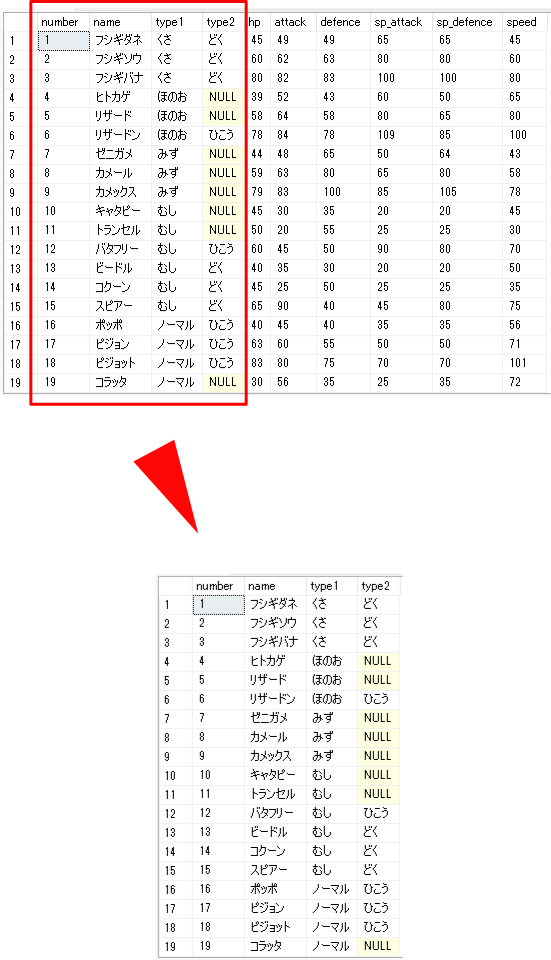 number name type1 type2 hp attack defence sp_attack sp_defence speed
1 1 フシギダネ くさ どく 45 49 49 65 65 45
2 2 フシギソウ くさ どく 60 62 63 80 80 60
3 3 フシギバナ くさ どく 80 82 83 100 100 80
4 4 ヒトカゲ ほのお NULL 39 52 43 60 50 65
5 5 リザード ほのお NULL 58 64 58 80 65 80
6 6 リザードン ほのお ひこう 78 84 78 109 85 100
7 7 ゼニガメ みず NULL 44 48 65 50 64 43
8 8 カメール みず NULL 59 63 80 65 80 58
9 9 カメックス みず NULL 79 83 100 85 105 78
10 10 キャタピー むし NULL 45 30 35 20 20 45
11 11 トランセル むし NULL 50 20 55 25 25 30
12 12 バタフリー むし ひこう 60 45 50 90 80 70
13 13 ビードル むし どく 40 35 30 20 20 50
14 14 コクーン むし どく 45 25 50 25 25 35
15 15 スピアー むし どく 65 90 40 45 80 75
16 16 ポッポ ノーマル ひこう 40 45 40 35 35 56
17 17 ピジョン ノーマル ひこう 63 60 55 50 50 71
18 18 ピジョット ノーマル ひこう 83 80 75 70 70 101
19 19 コラッタ ノーマル NULL 30 56 35 25 35 72
number name type1 type2
1 1 フシギダネ くさ どく
2 2 フシギソウ くさ どく
3 3 フシギバナ くさ どく
4 4 ヒトカゲ ほのお NULL
5 5 リザード ほのお NULL
6 6 リザードン ほのお ひこう
7 7 ゼニガメ みず NULL
8 8 カメール みず NULL
9 9 カメックス みず NULL
10 10 キャタピー むし NULL
11 11 トランセル むし NULL
12 12 バタフリー むし ひこう
13 13 ビードル むし どく
14 14 コクーン むし どく
15 15 スピアー むし どく
16 16 ポッポ ノーマル ひこう
17 17 ピジョン ノーマル ひこう
18 18 ピジョット ノーマル ひこう
19 19 コラッタ ノーマル NULL